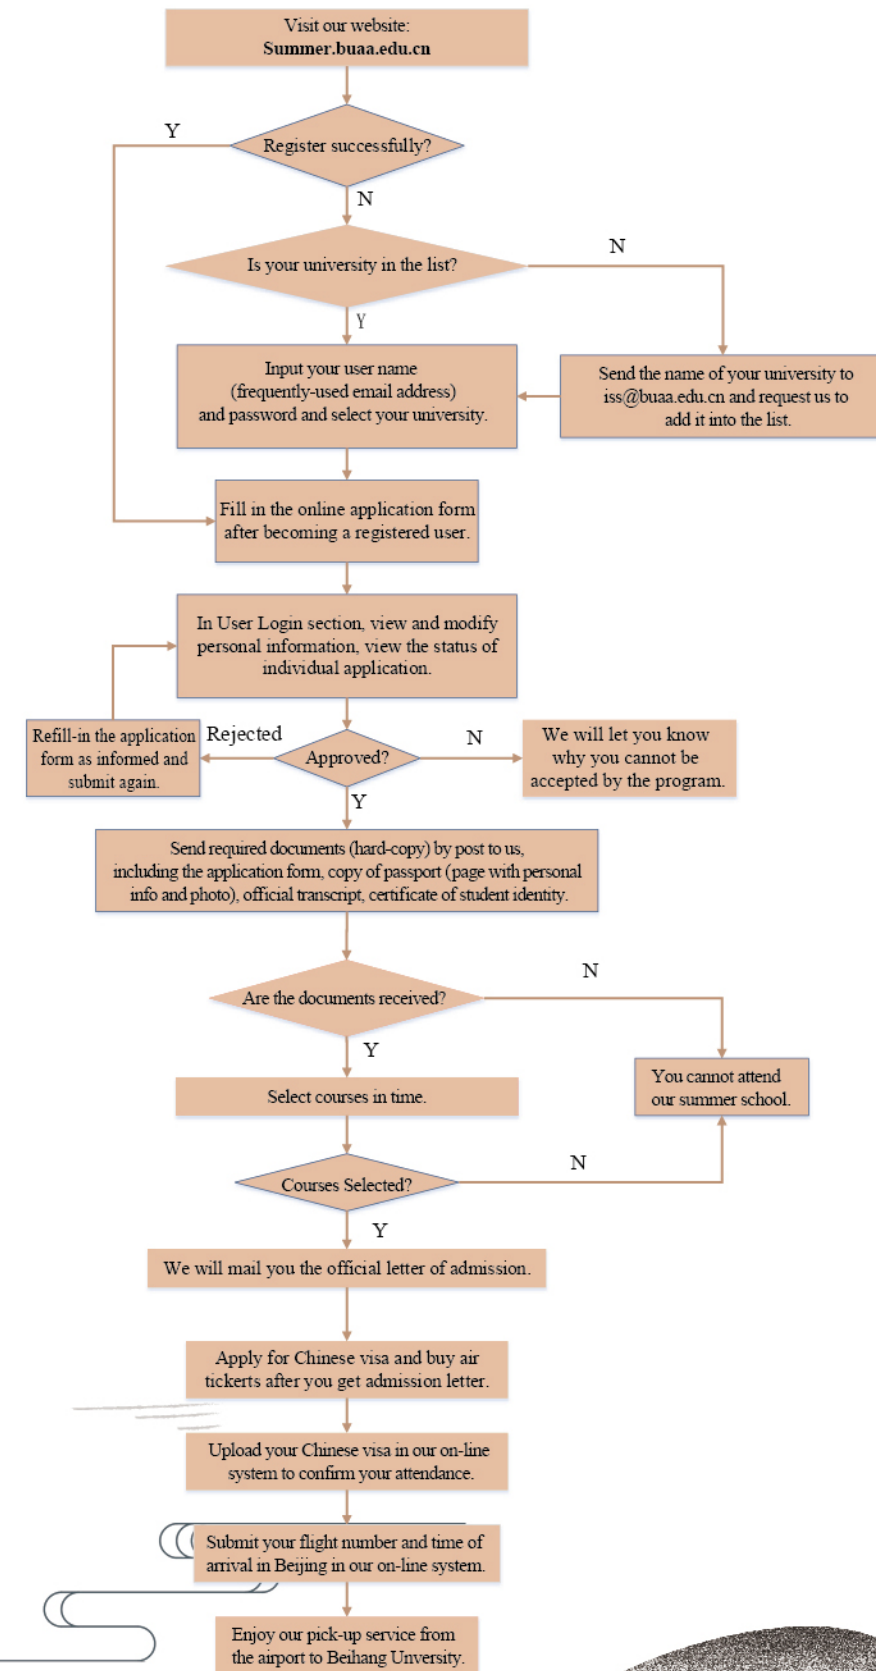 Visit our website:
Summer.buaa.edu.cn
Y
Register successfully?
N
Is your university in the list?
N
Y
Input your user name
(frequently-used email address)
and password and select your university.
Send the name of your university to
iss@buaa.edu.cn and request us to
add it into the list.
Fill in the online application form
after becoming a registered user.
In User Login section, view and modify
personal information, view the status of
individual application.
Refill-in the application
form as informed and
submit again.
Rejected
Approved?
N
We will let you know
why you cannot be
accepted by the program.
Y
Send required documents (hard-copy) by post to us,
including the application form, copy of passport (page with personal
info and photo), official transcript, certificate of student identity.
Are the documents received?
N
Y
Select courses in time.
You cannot attend
our summer school.
Courses Selected?
N
Y
We will mail you the official letter of admission.
Apply for Chinese visa and buy air
tickerts after you get admission letter.
Upload your Chinese visa in our on-line
system to confirm your attendance.
Submit your flight number and time of
arrival in Beijing in our on-line system.
Enjoy our pick-up service from
the airport to Beihang Unversity.